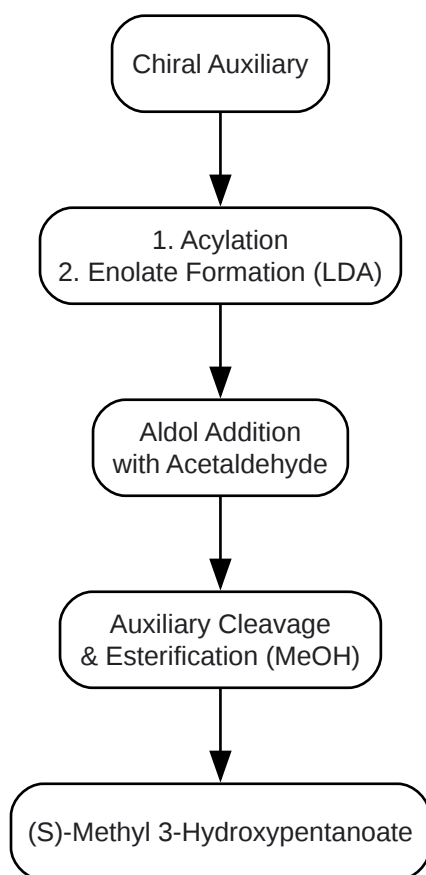 Chiral Auxiliary
1. Acylation
2. Enolate Formation (LDA)
Aldol Addition
with Acetaldehyde
Auxiliary Cleavage
& Esterification (MeOH)
(S)-Methyl 3-Hydroxypentanoate